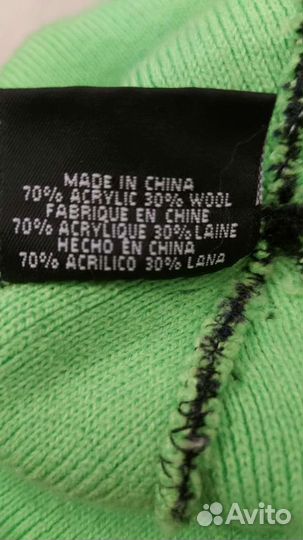 MADE IN CHINA
70% ACRYLIC 30% WOOL
FABRIQUE EN CHINE
70% ACRYLIQUE 30% LAINE
HECHO EN CHINA
70% ACRILICO 30% LANA
Avito